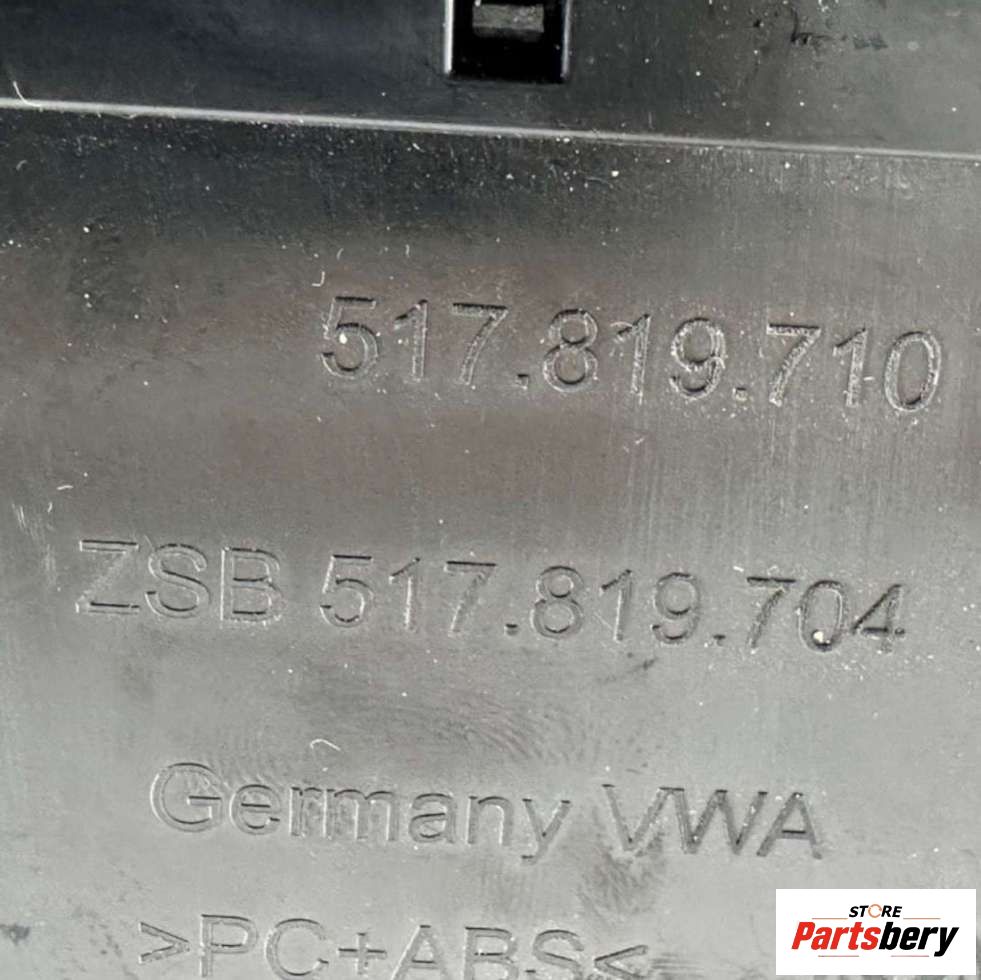 517.819.710
ZSB 517.819.704
Germany VWA
>PC+ABS<
STORE
Partsbery